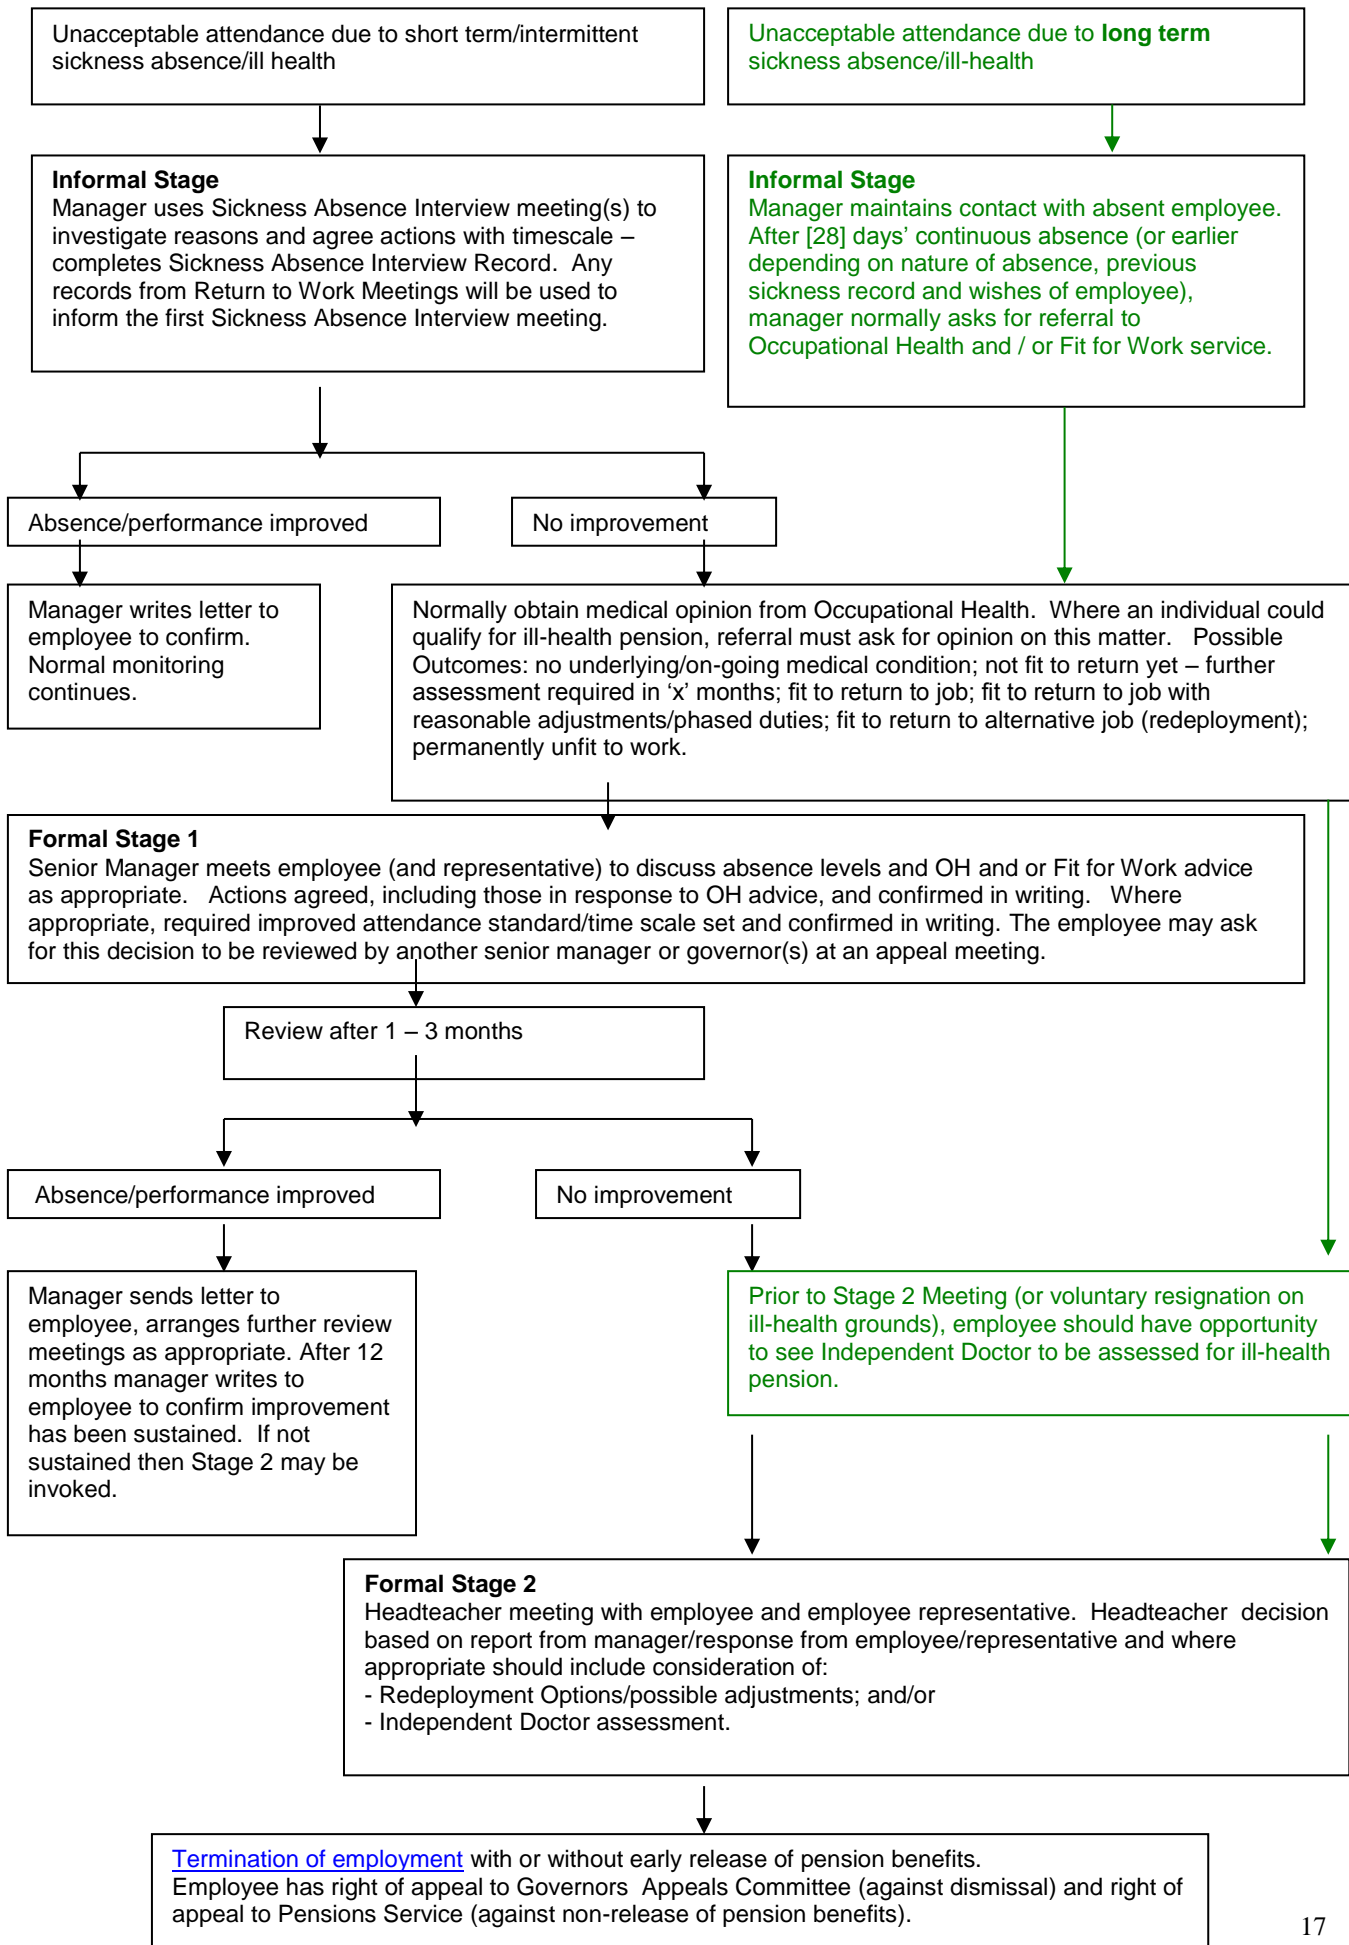 Unacceptable attendance due to short term/intermittent
sickness absence/ill health
Unacceptable attendance due to long term
sickness absence/ill-health
Informal Stage
Manager uses Sickness Absence Interview meeting(s) to
investigate reasons and agree actions with timescale –
completes Sickness Absence Interview Record. Any
records from Return to Work Meetings will be used to
inform the first Sickness Absence Interview meeting.
Informal Stage
Manager maintains contact with absent employee.
After [28] days’ continuous absence (or earlier
depending on nature of absence, previous
sickness record and wishes of employee),
manager normally asks for referral to
Occupational Health and / or Fit for Work service.
Absence/performance improved
No improvement
Manager writes letter to
employee to confirm.
Normal monitoring
continues.
Normally obtain medical opinion from Occupational Health. Where an individual could
qualify for ill-health pension, referral must ask for opinion on this matter. Possible
Outcomes: no underlying/on-going medical condition; not fit to return yet – further
assessment required in ‘x’ months; fit to return to job; fit to return to job with
reasonable adjustments/phased duties; fit to return to alternative job (redeployment);
permanently unfit to work.
Formal Stage 1
Senior Manager meets employee (and representative) to discuss absence levels and OH and or Fit for Work advice
as appropriate. Actions agreed, including those in response to OH advice, and confirmed in writing. Where
appropriate, required improved attendance standard/time scale set and confirmed in writing. The employee may ask
for this decision to be reviewed by another senior manager or governor(s) at an appeal meeting.
Review after 1 – 3 months
Absence/performance improved
No improvement
Manager sends letter to
employee, arranges further review
meetings as appropriate. After 12
months manager writes to
employee to confirm improvement
has been sustained. If not
sustained then Stage 2 may be
invoked.
Prior to Stage 2 Meeting (or voluntary resignation on
ill-health grounds), employee should have opportunity
to see Independent Doctor to be assessed for ill-health
pension.
Formal Stage 2
Headteacher meeting with employee and employee representative. Headteacher decision
based on report from manager/response from employee/representative and where
appropriate should include consideration of:
- Redeployment Options/possible adjustments; and/or
- Independent Doctor assessment.
Termination of employment with or without early release of pension benefits.
Employee has right of appeal to Governors Appeals Committee (against dismissal) and right of
appeal to Pensions Service (against non-release of pension benefits).
17